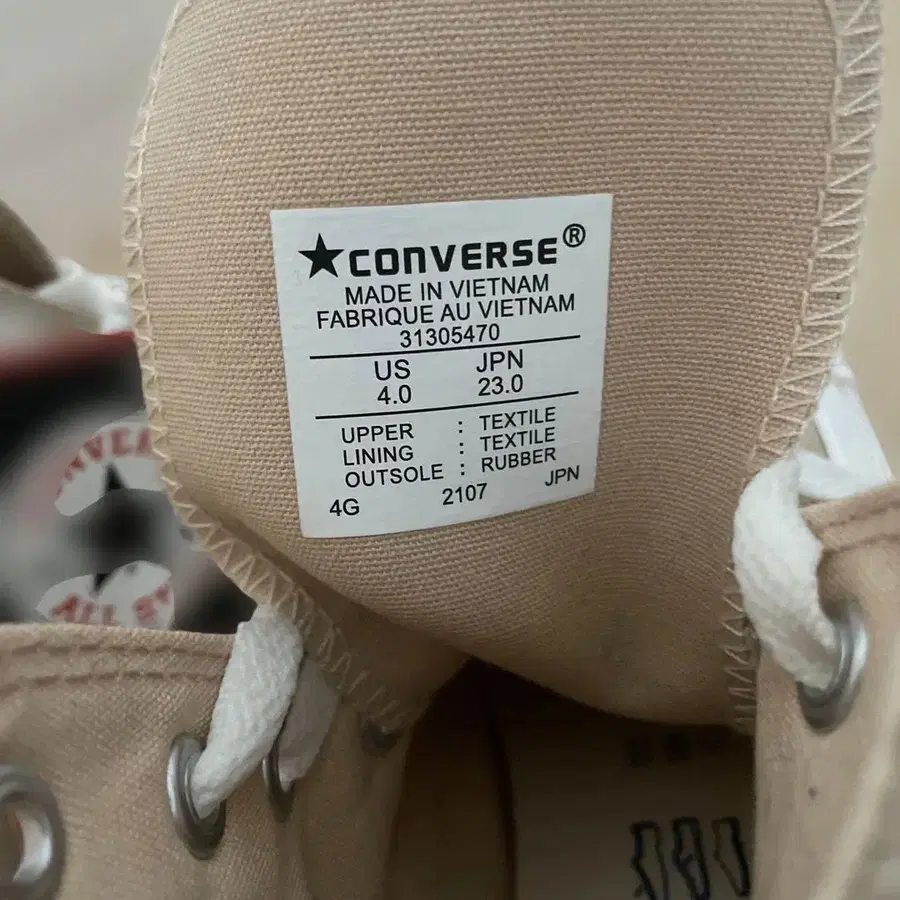 ★CONVERSE®
MADE IN VIETNAM
FABRIQUE AU VIETNAM
31305470
US JPN
4.0 23.0
UPPER : TEXTILE
LINING : TEXTILE
OUTSOLE : RUBBER
4G 2107 JPN